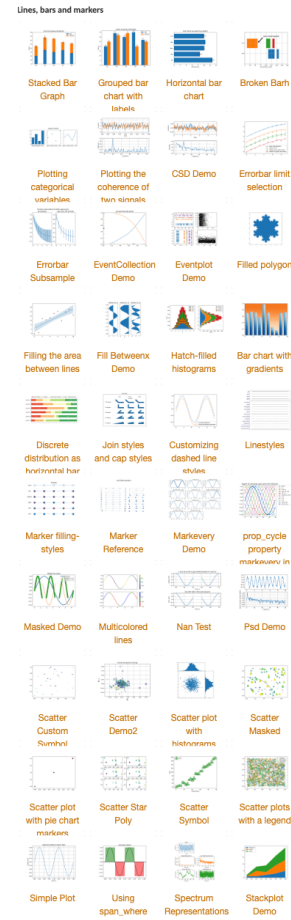 Lines, bars and markers
Stacked Bar
Graph
Grouped bar
chart with
labels
Horizontal bar
chart
Broken Barh
Plotting
categorical
variables
Plotting the
coherence of
two signals
CSD Demo
Errorbar limit
selection
Errorbar
Subsample
EventCollection
Demo
Eventplot
Demo
Filled polygon
Filling the area
between lines
Fill Betweenx
Demo
Hatch-filled
histograms
Bar chart with
gradients
Discrete
distribution as
horizontal bar
Join styles
and cap styles
Customizing
dashed line
styles
Linestyles
Marker filling-
styles
Marker
Reference
Markevery
Demo
prop_cycle
property
markevery in
Masked Demo
Multicolored
lines
Nan Test
Psd Demo
Scatter
Custom
Symbol
Scatter
Demo2
Scatter plot
with
histograms
Scatter
Masked
Scatter plot
with pie chart
markers
Scatter Star
Poly
Scatter
Symbol
Scatter plots
with a legend
Simple Plot
Using
span_where
Spectrum
Representations
Stackplot
Demo